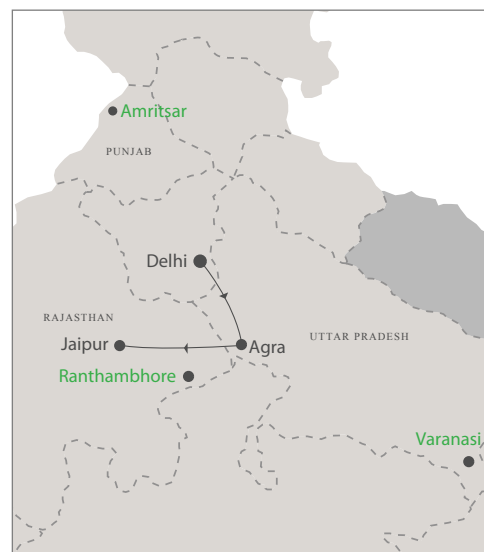 Amritsar
PUNJAB
Delhi
RAJASTHAN
UTTAR PRADESH
Jaipur
Agra
Ranthambhore
Varanasi